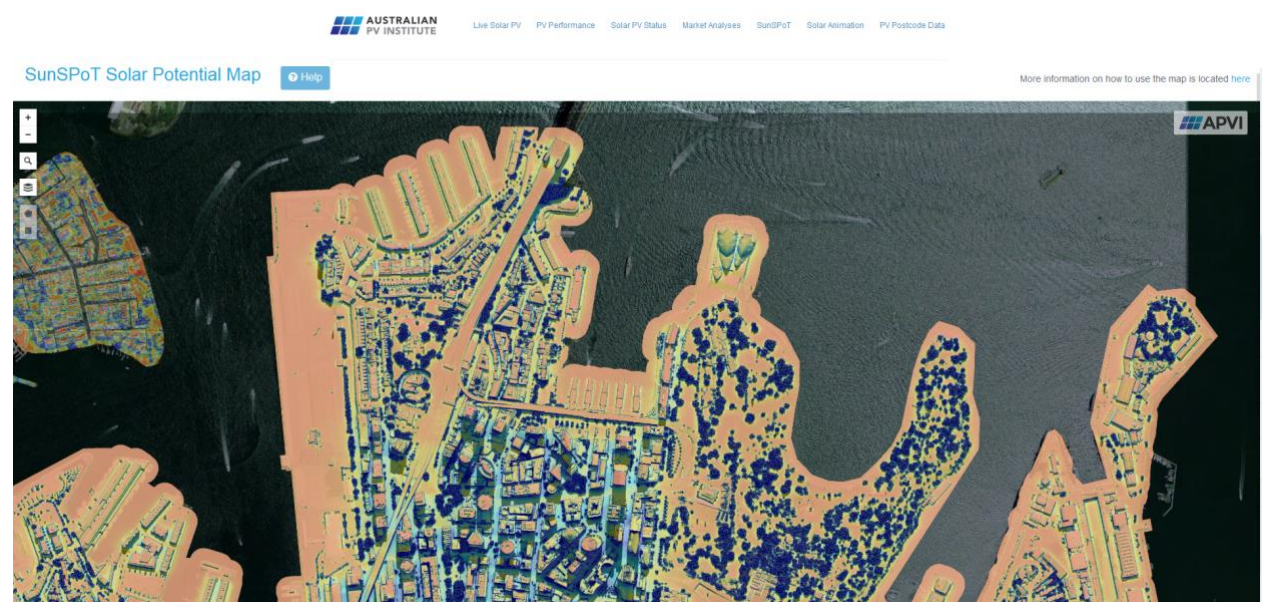 AUSTRALIAN
PV INSTITUTE
Live Solar PV PV Performance Solar PV Status Market Analyses SunSPoT Solar Animation PV Postcode Data
SunSPoT Solar Potential Map
Help
More information on how to use the map is located here
+
-
APVI